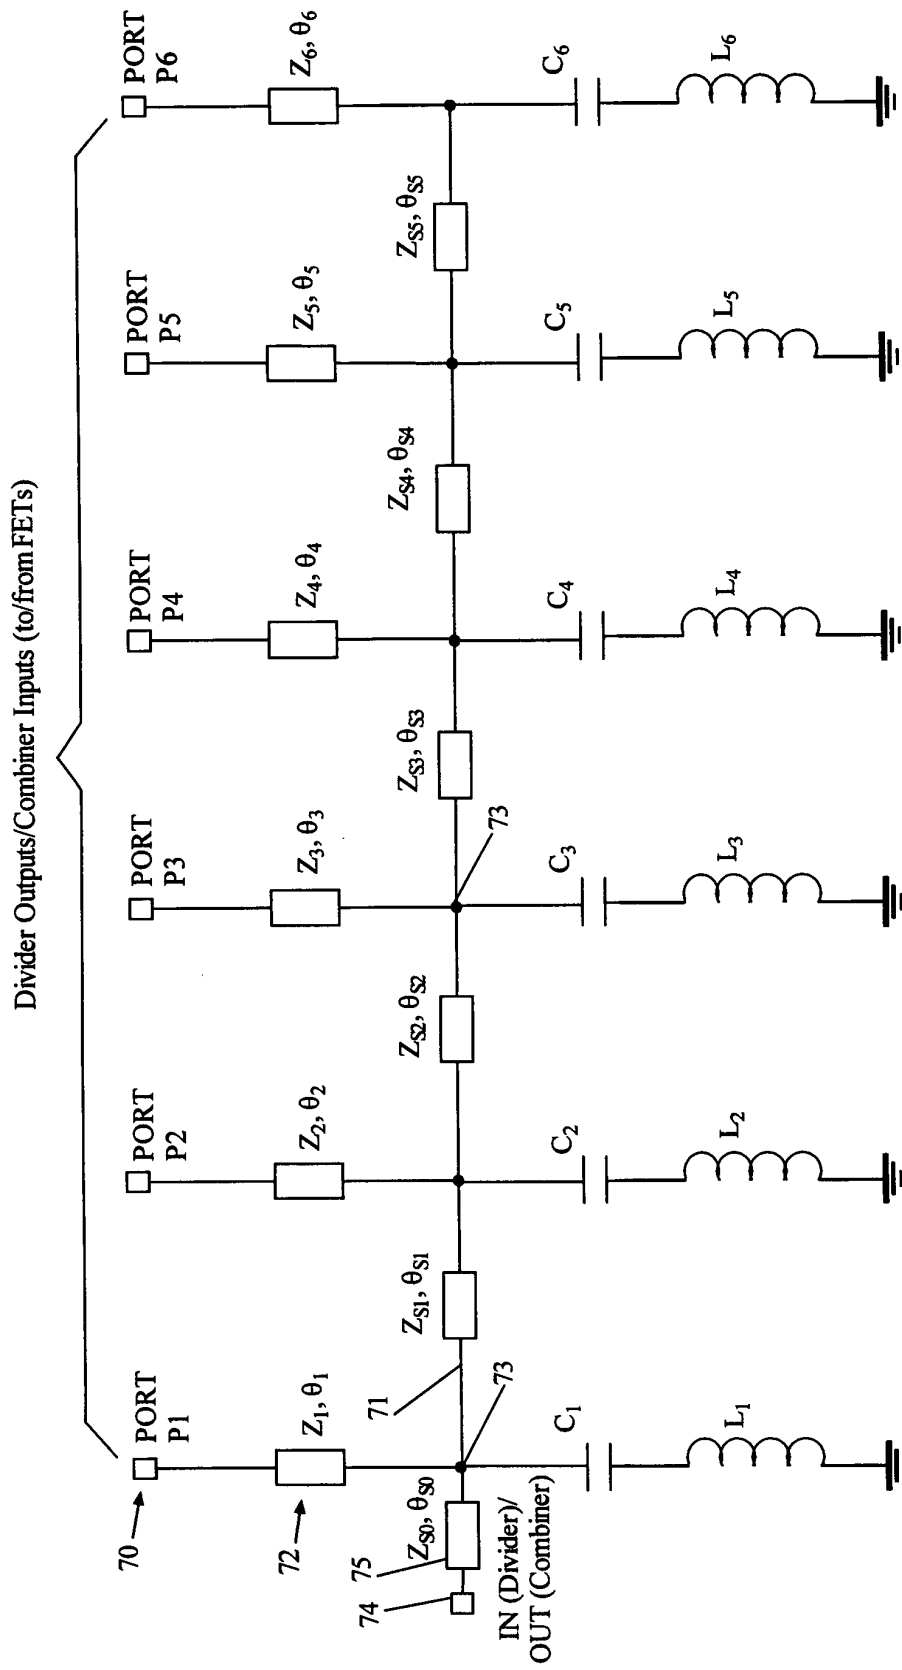 Divider Outputs/Combiner Inputs (to/from FETs)
PORT
P1
PORT
P2
PORT
P3
PORT
P4
PORT
P5
PORT
P6
70
72
Z1, θ1
Z2, θ2
Z3, θ3
Z4, θ4
Z5, θ5
Z6, θ6
75
74
71
73
73
ZS0, θS0
ZS1, θS1
ZS2, θS2
ZS3, θS3
ZS4, θS4
ZS5, θS5
IN (Divider)/
OUT (Combiner)
C1
C2
C3
C4
C5
C6
L1
L2
L3
L4
L5
L6